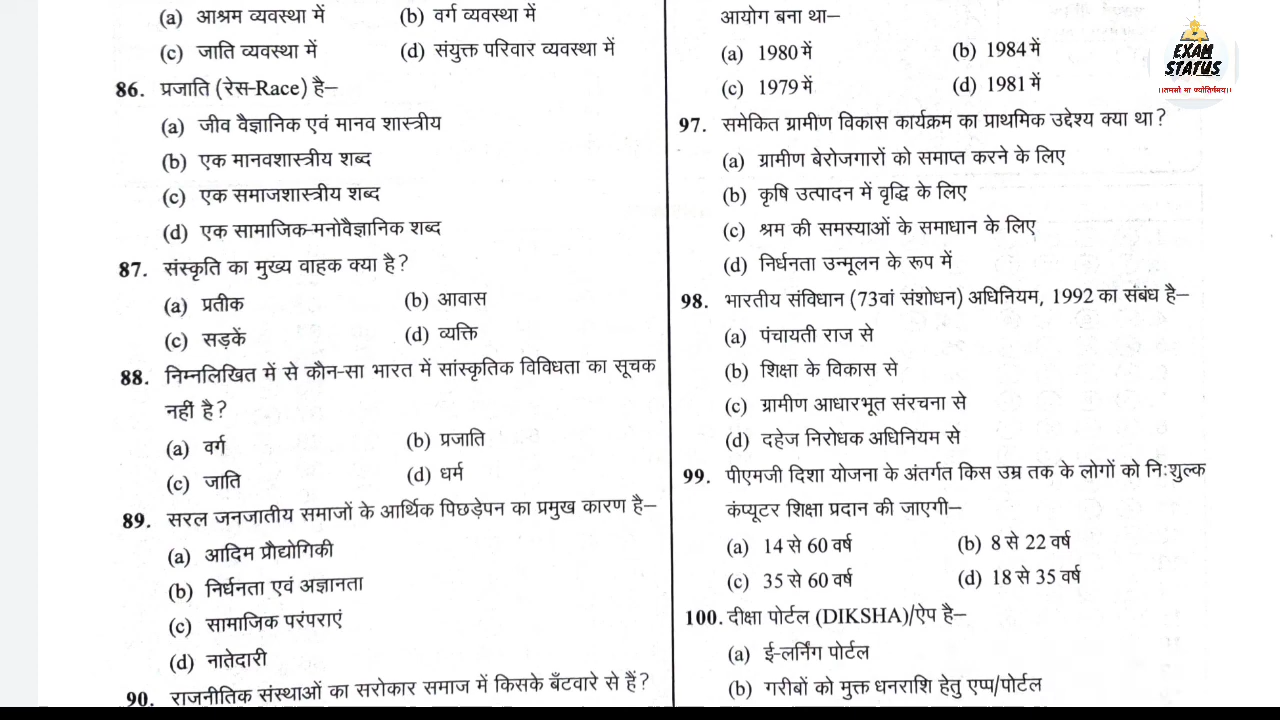 (a) आश्रम व्यवस्था में (b) वर्ग व्यवस्था में
(c) जाति व्यवस्था में (d) संयुक्त परिवार व्यवस्था में
86. प्रजाति (रेस-Race) है–
(a) जीव वैज्ञानिक एवं मानव शास्त्रीय
(b) एक मानवशास्त्रीय शब्द
(c) एक समाजशास्त्रीय शब्द
(d) एक सामाजिक-मनोवैज्ञानिक शब्द
87. संस्कृति का मुख्य वाहक क्या है?
(a) प्रतीक (b) आवास
(c) सड़कें (d) व्यक्ति
88. निम्नलिखित में से कौन-सा भारत में सांस्कृतिक विविधता का सूचक
नहीं है?
(a) वर्ग (b) प्रजाति
(c) जाति (d) धर्म
89. सरल जनजातीय समाजों के आर्थिक पिछड़ेपन का प्रमुख कारण है–
(a) आदिम प्रौद्योगिकी
(b) निर्धनता एवं अज्ञानता
(c) सामाजिक परंपराएं
(d) नातेदारी
90. राजनीतिक संस्थाओं का सरोकार समाज में किसके बँटवारे से हैं?
आयोग बना था–
(a) 1980 में (b) 1984 में
(c) 1979 में (d) 1981 में
97. समेकित ग्रामीण विकास कार्यक्रम का प्राथमिक उद्देश्य क्या था?
(a) ग्रामीण बेरोजगारों को समाप्त करने के लिए
(b) कृषि उत्पादन में वृद्धि के लिए
(c) श्रम की समस्याओं के समाधान के लिए
(d) निर्धनता उन्मूलन के रूप में
98. भारतीय संविधान (73वां संशोधन) अधिनियम, 1992 का संबंध है–
(a) पंचायती राज से
(b) शिक्षा के विकास से
(c) ग्रामीण आधारभूत संरचना से
(d) दहेज निरोधक अधिनियम से
99. पीएमजी दिशा योजना के अंतर्गत किस उम्र तक के लोगों को नि:शुल्क
कंप्यूटर शिक्षा प्रदान की जाएगी–
(a) 14 से 60 वर्ष (b) 8 से 22 वर्ष
(c) 35 से 60 वर्ष (d) 18 से 35 वर्ष
100. दीक्षा पोर्टल (DIKSHA)/ऐप है–
(a) ई-लर्निंग पोर्टल
(b) गरीबों को मुक्त धनराशि हेतु एप्प/पोर्टल
EXAM
STATUS
।।तमसो मा ज्योतिर्गमय।।